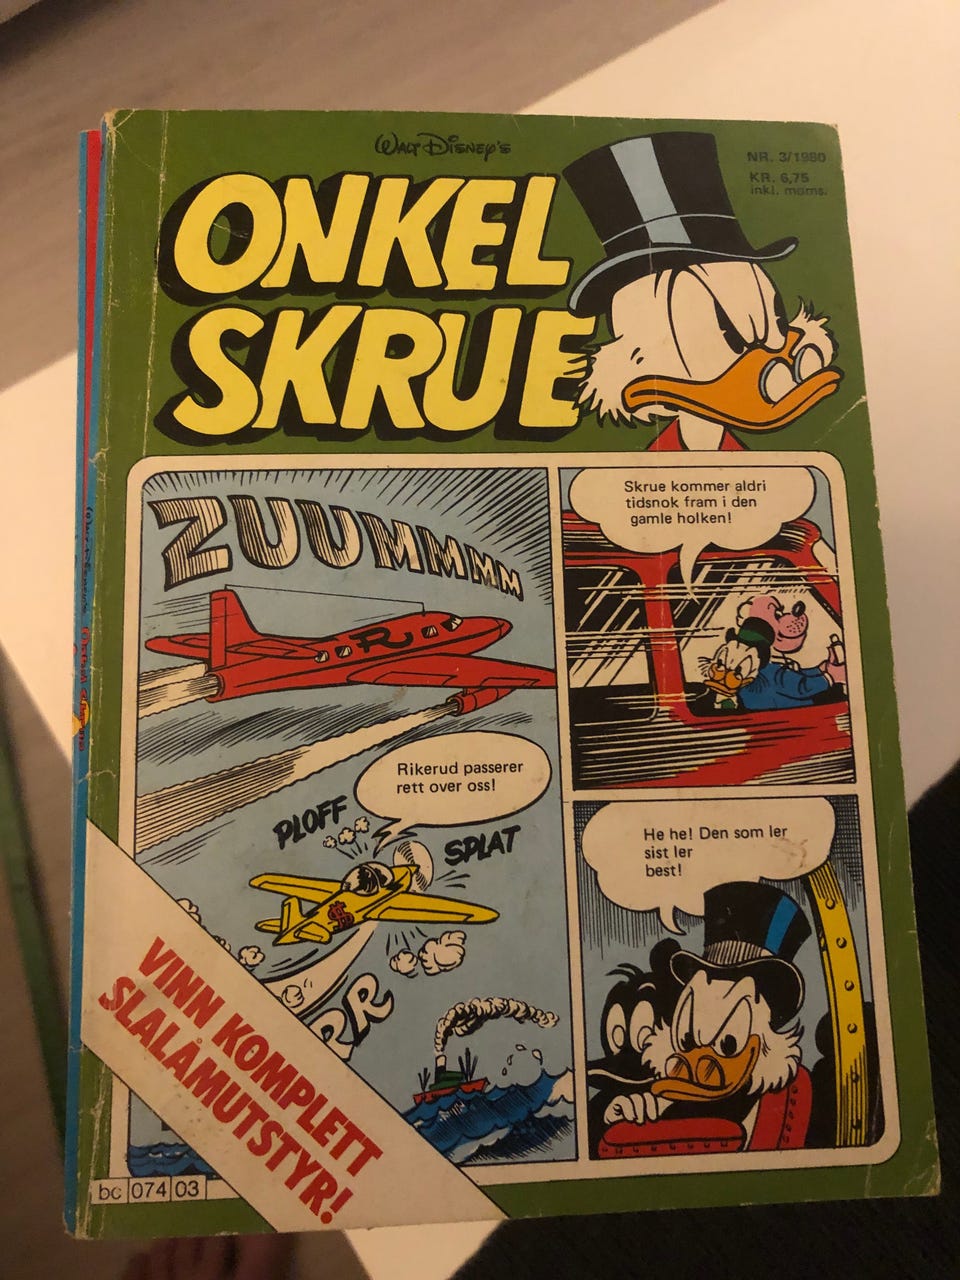 WALT DISNEY'S
ONKEL
SKRUE
NR. 3/1980
KR. 6,75
inkl. moms.
ZUUMMMMM
R
Skrue kommer aldri
tidsnok fram i den
gamle holken!
Rikerud passerer
rett over oss!
PLOFF
SPLAT
$
He he! Den som ler
sist ler
best!
VINN KOMPLETT
SLALÅMUTSTYR!
bc 074 03